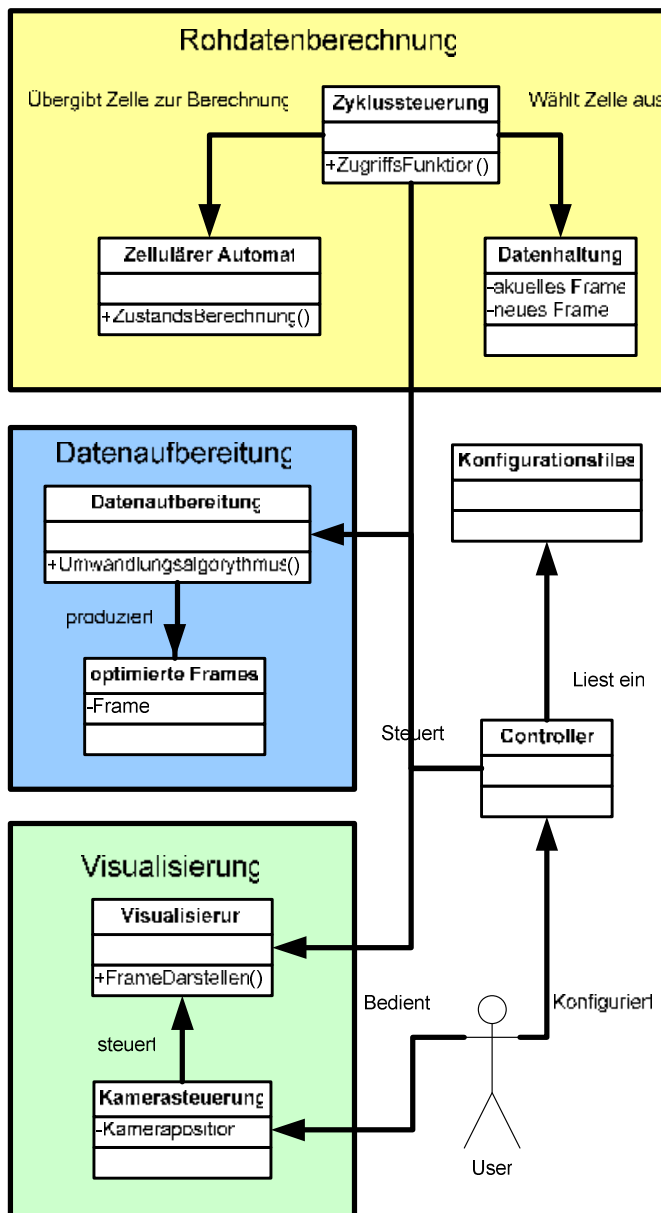 Rohdatenberechnung
Übergibt Zelle zur Berechnung
Zyklussteuerung
Wählt Zelle aus
+ZugriffsFunktion()
Zellulärer Automat
+ZustandsBerechnung()
Datenhaltung
-akuelles Frame
-neues Frame
Datenaufbereitung
Datenaufbereitung
+Umwandlungsalgorythmus()
produziert
optimierte Frames
-Frame
Konfigurationsfiles
Liest ein
Steuert
Controller
Visualisierung
Visualisierur
+FrameDarstellen()
steuert
Kamerasteuerung
-Kameraposition
Bedient
Konfiguriert
User